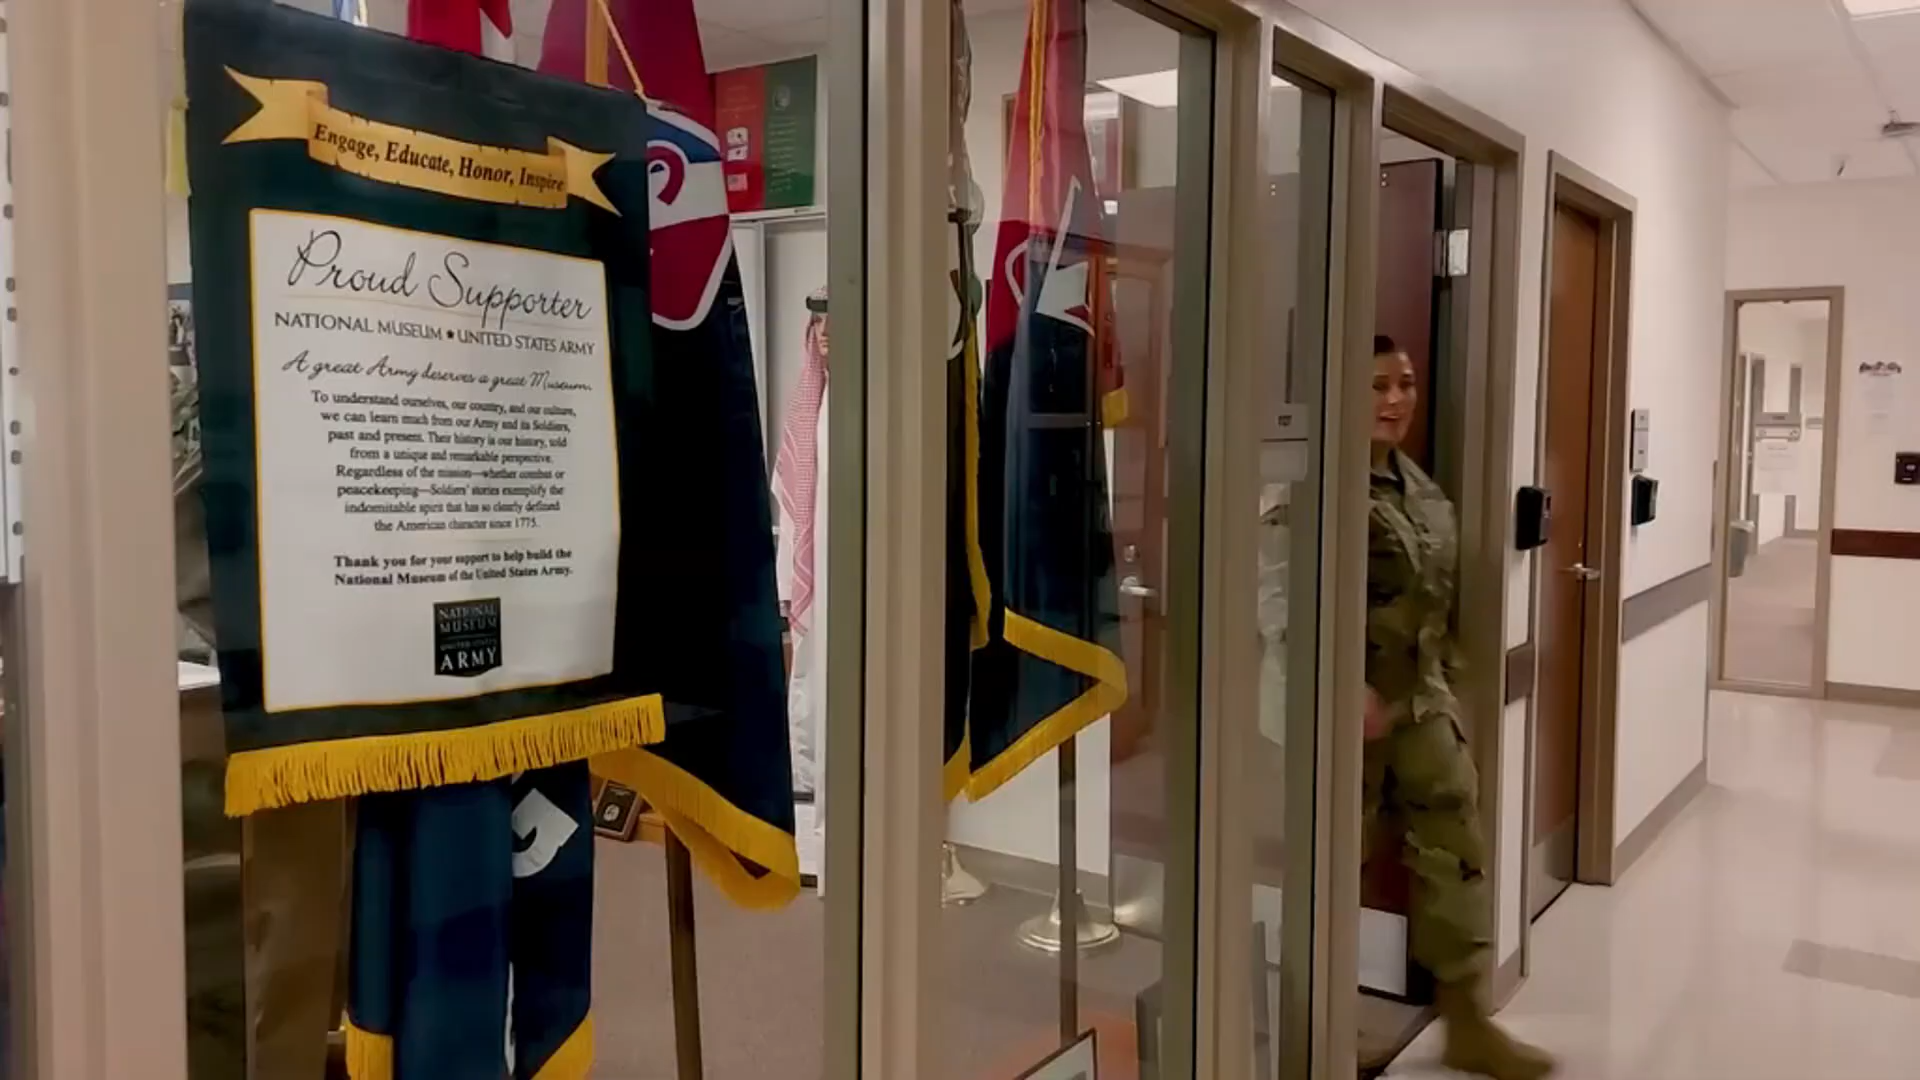 Engage, Educate, Honor, Inspire
Proud Supporter
NATIONAL MUSEUM ★ UNITED STATES ARMY
A great Army deserves a great Museum.
To understand ourselves, our country, and our culture,
we can learn much from our Army and its Soldiers,
past and present. Their history is our history, told
from a unique and remarkable perspective.
Regardless of the mission—whether combat or
peacekeeping—Soldiers' stories exemplify the
indomitable spirit that has so clearly defined
the American character since 1775.
Thank you for your support to help build the
National Museum of the United States Army.
NATIONAL
MUSEUM
UNITED STATES
ARMY